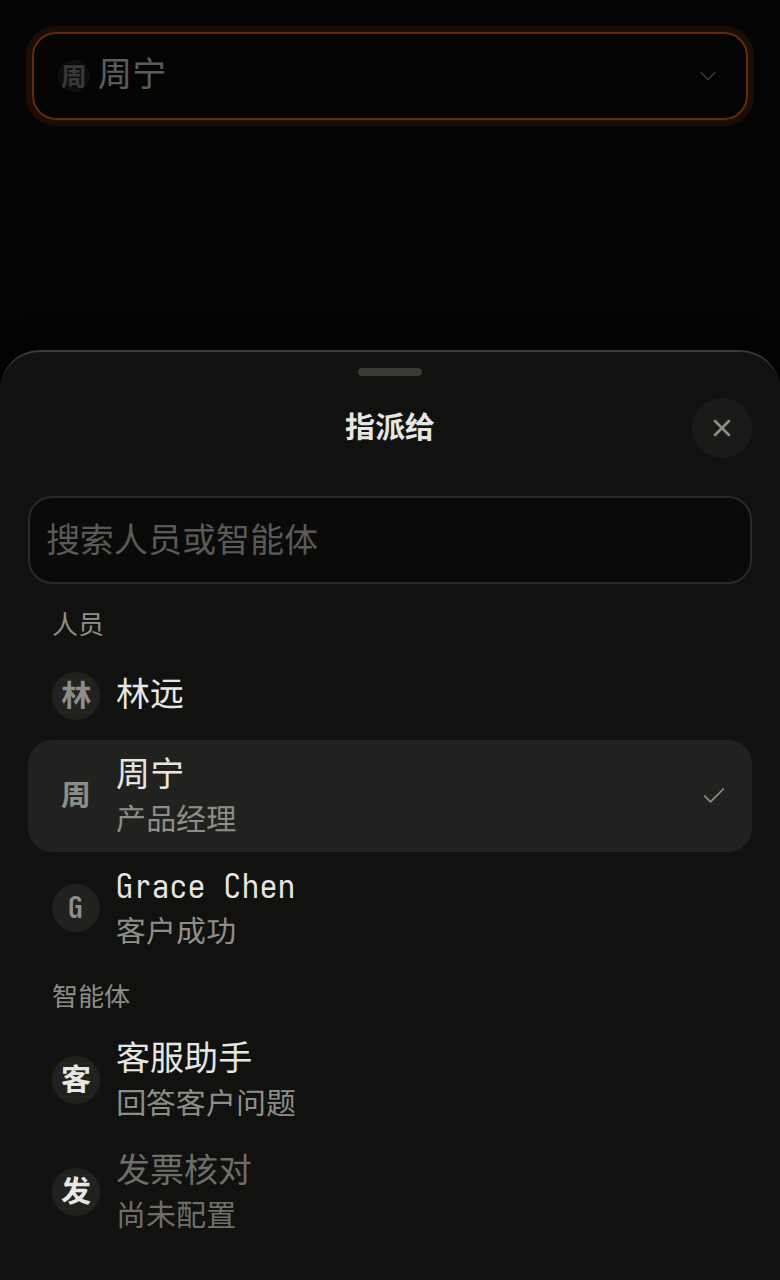 周 周宁
指派给
搜索人员或智能体
人员
林 林远
周 周宁
产品经理
G Grace Chen
客户成功
智能体
客 客服助手
回答客户问题
发 发票核对
尚未配置